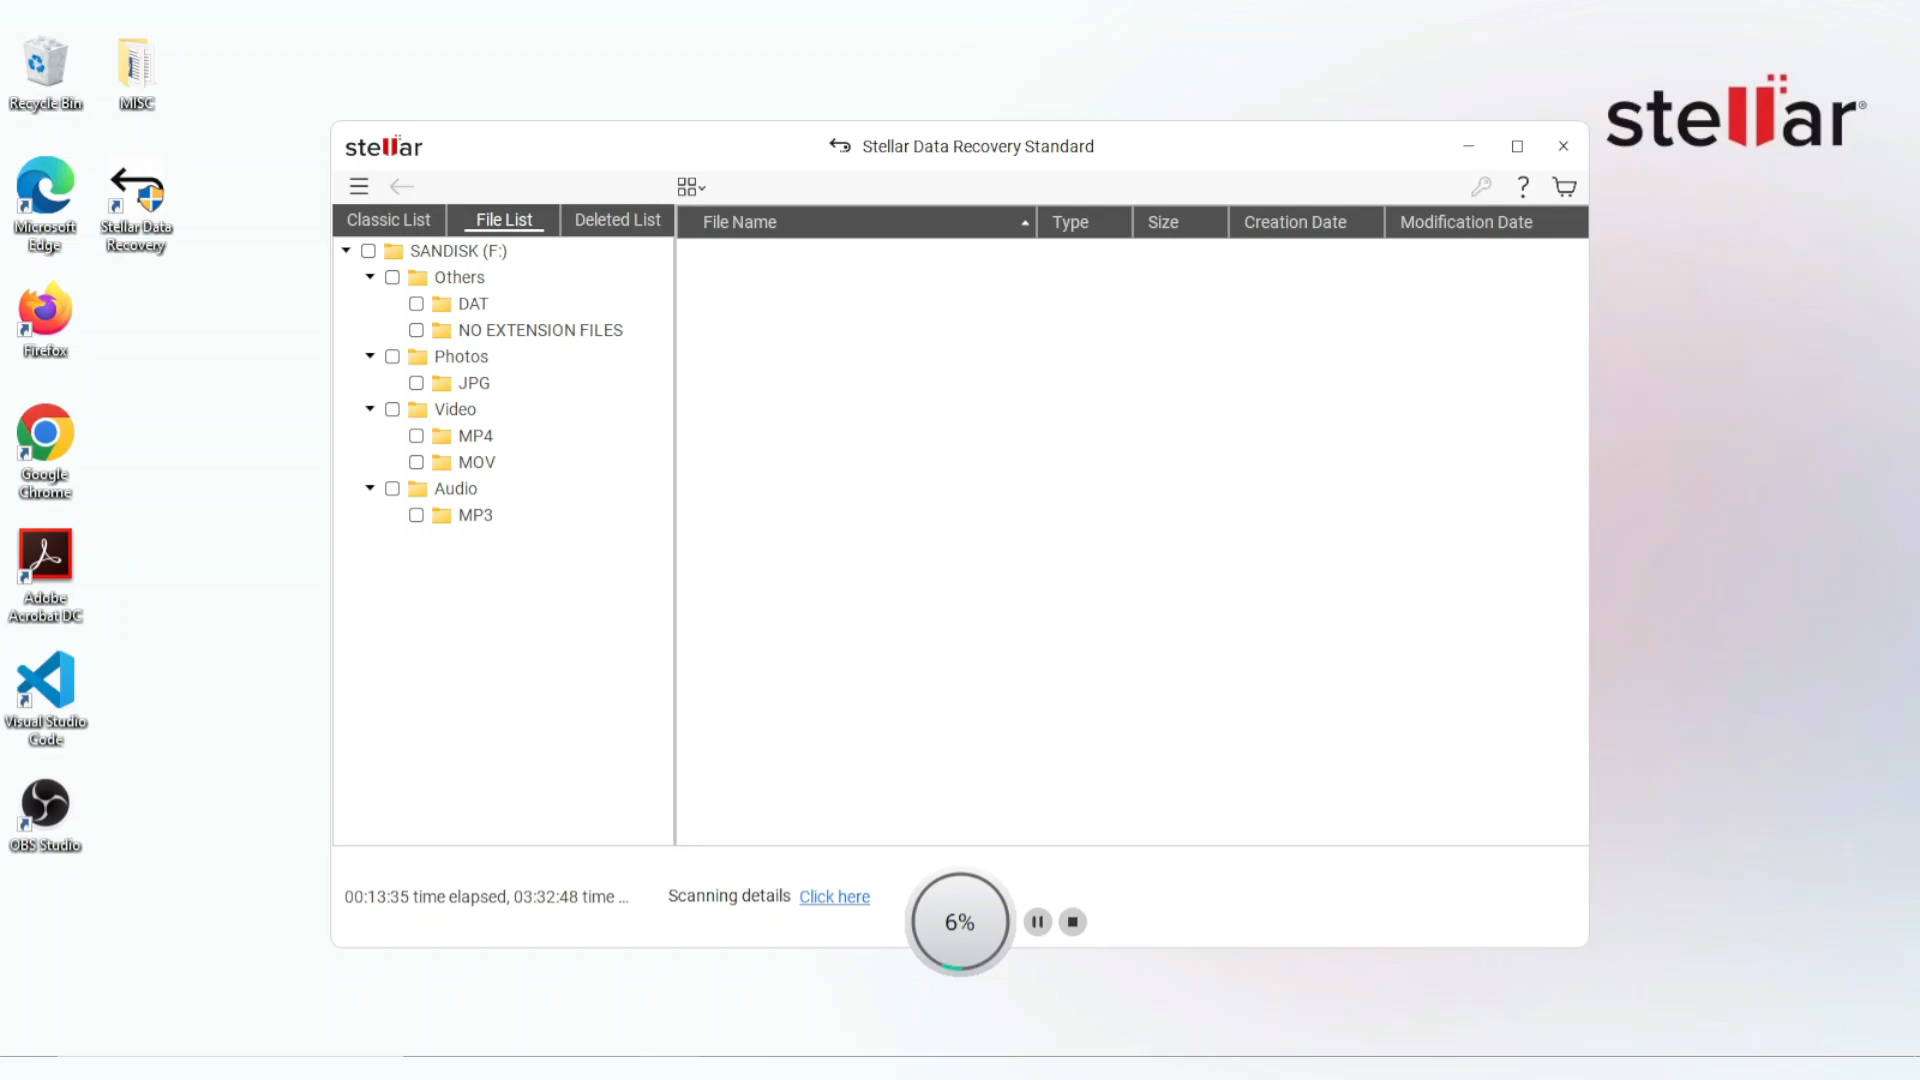 Recycle Bin
MISC
Microsoft
Edge
Stellar Data
Recovery
Firefox
Google
Chrome
Adobe
Acrobat DC
Visual Studio
Code
OBS Studio
stellar®
stellar
Stellar Data Recovery Standard
Classic List
File List
Deleted List
File Name
Type
Size
Creation Date
Modification Date
SANDISK (F:)
Others
DAT
NO EXTENSION FILES
Photos
JPG
Video
MP4
MOV
Audio
MP3
00:13:35 time elapsed, 03:32:48 time ...
Scanning details Click here
6%